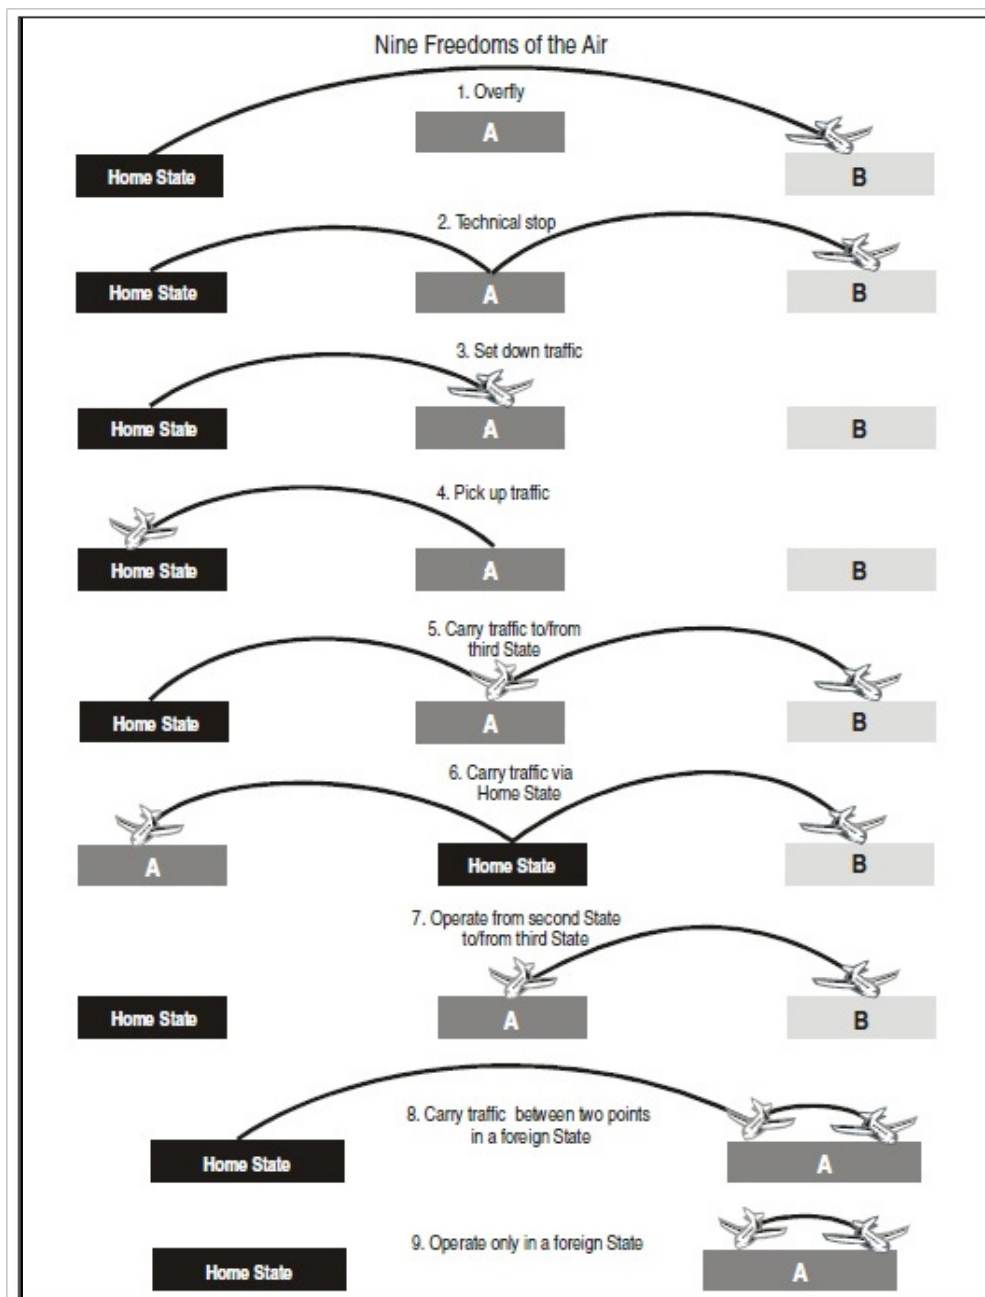 Nine Freedoms of the Air
1. Overfly
A
Home State
B
2. Technical stop
Home State
A
B
3. Set down traffic
Home State
A
B
4. Pick up traffic
Home State
A
B
5. Carry traffic to/from
third State
Home State
A
B
6. Carry traffic via
Home State
A
Home State
B
7. Operate from second State
to/from third State
Home State
A
B
8. Carry traffic between two points
in a foreign State
Home State
A
9. Operate only in a foreign State
Home State
A